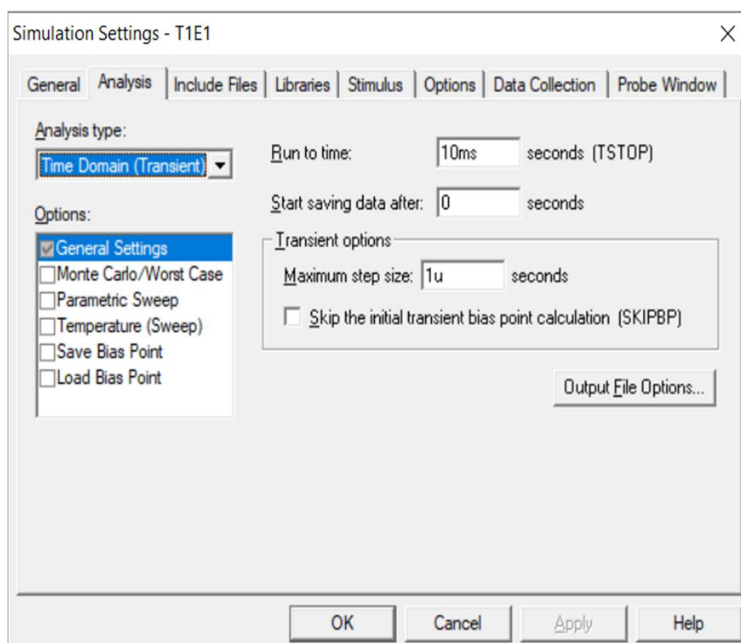 Simulation Settings - T1E1
General Analysis Include Files Libraries Stimulus Options Data Collection Probe Window
Analysis type:
Time Domain (Transient)
Options:
General Settings
Monte Carlo/Worst Case
Parametric Sweep
Temperature (Sweep)
Save Bias Point
Load Bias Point
Run to time: 10ms seconds (TSTOP)
Start saving data after: 0 seconds
Transient options
Maximum step size: 1u seconds
Skip the initial transient bias point calculation (SKIPBP)
Output File Options...
OK Cancel Apply Help